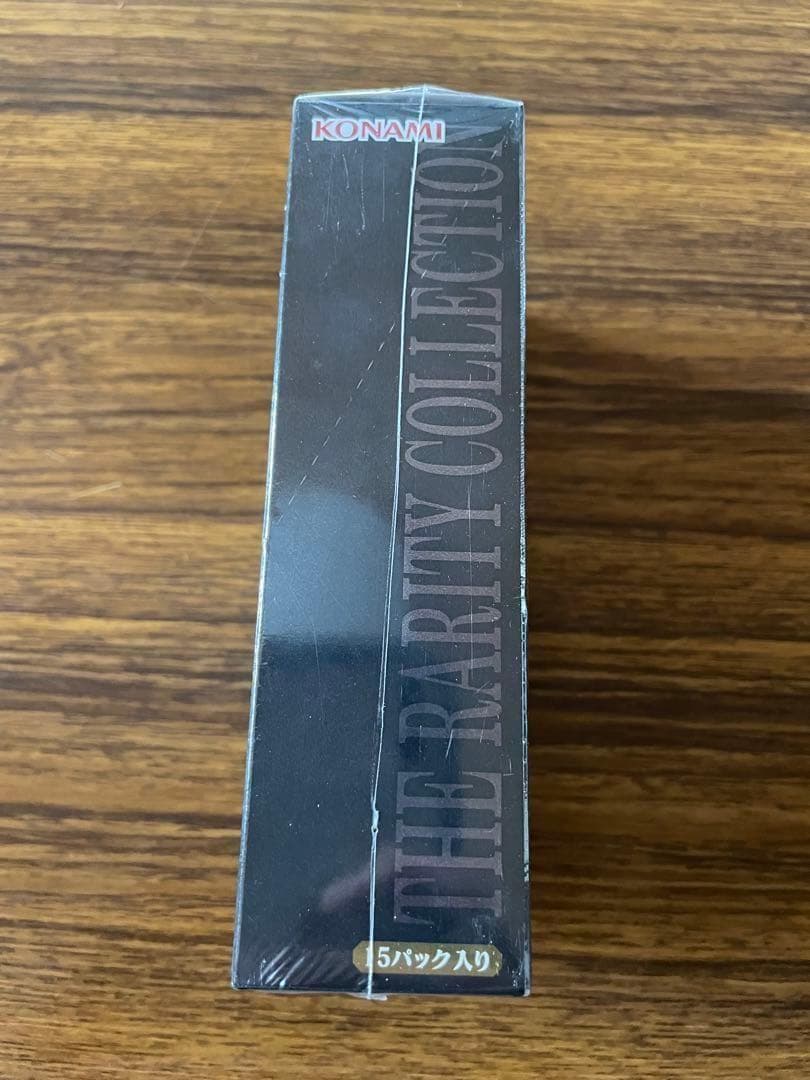 KONAMI
THE RARITY COLLECTION
15パック入り